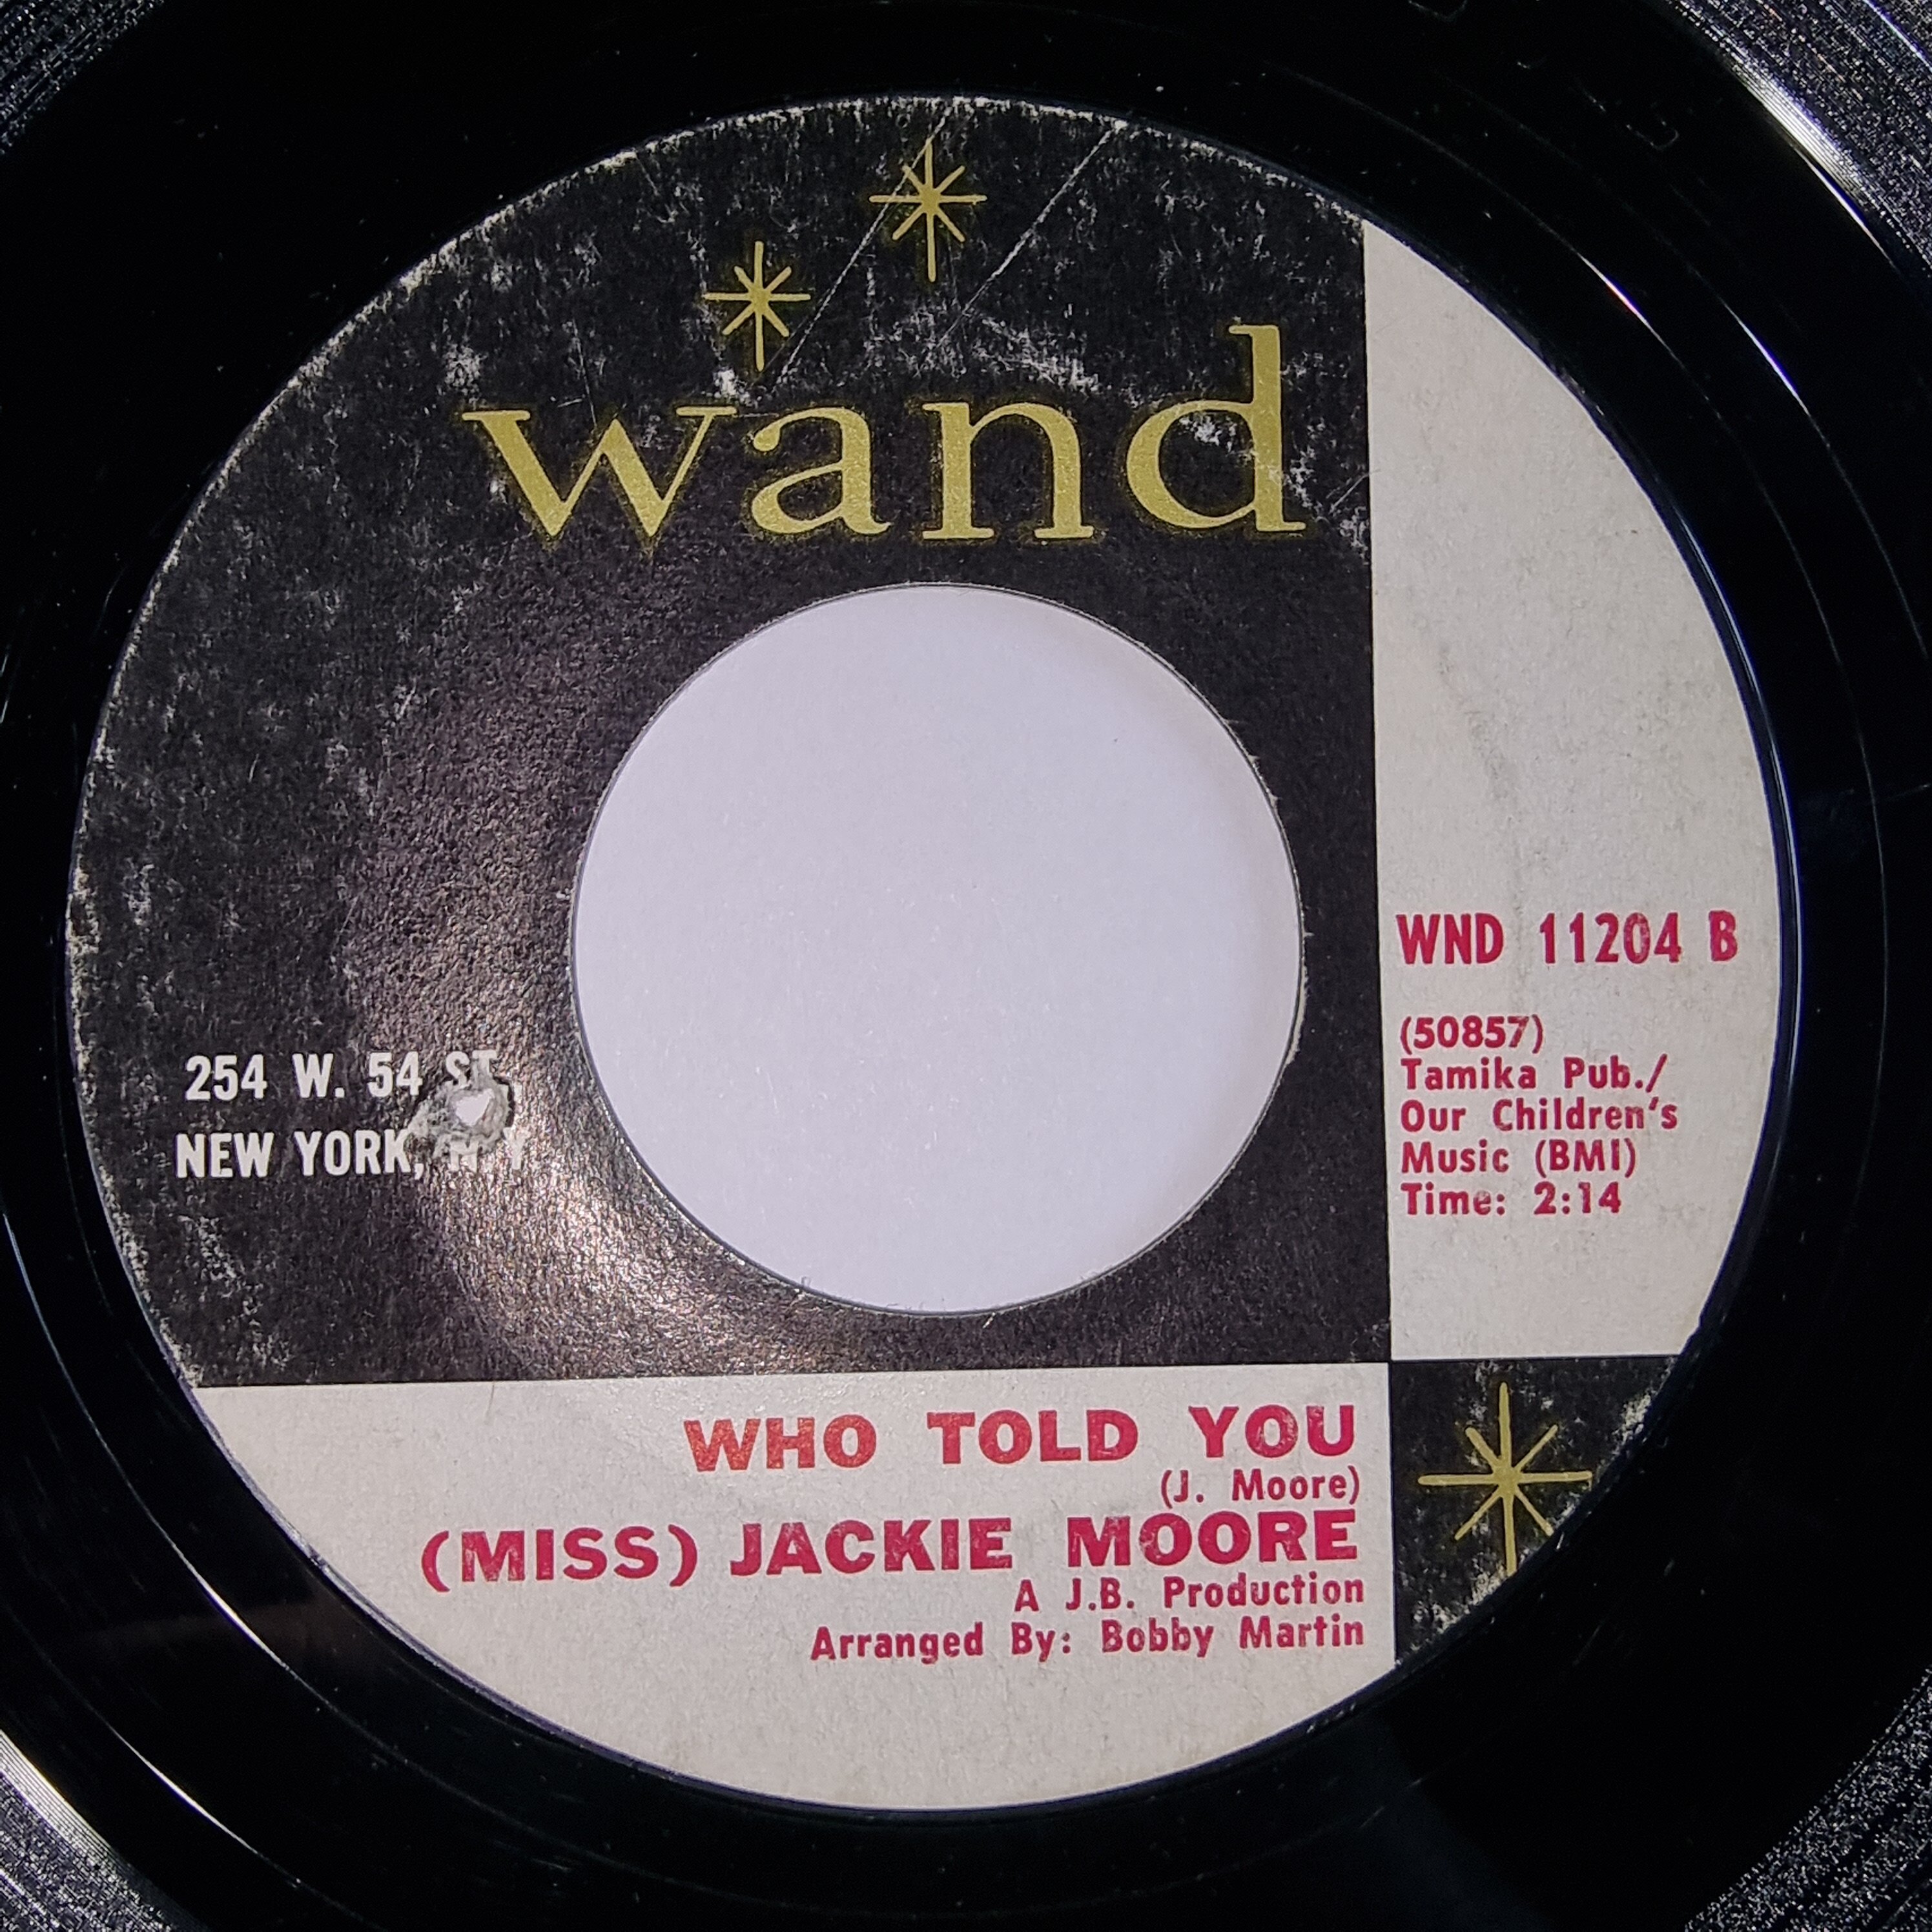 wand
254 W. 54 ST.
NEW YORK, N.Y.
WND 11204 B
(50857)
Tamika Pub./
Our Children's
Music (BMI)
Time: 2:14
WHO TOLD YOU
(J. Moore)
(MISS) JACKIE MOORE
A J.B. Production
Arranged By: Bobby Martin